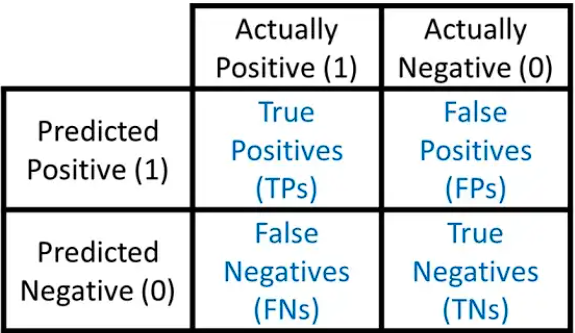 Actually
Positive (1)
Actually
Negative (0)
Predicted
Positive (1)
True
Positives
(TPs)
False
Positives
(FPs)
Predicted
Negative (0)
False
Negatives
(FNs)
True
Negatives
(TNs)